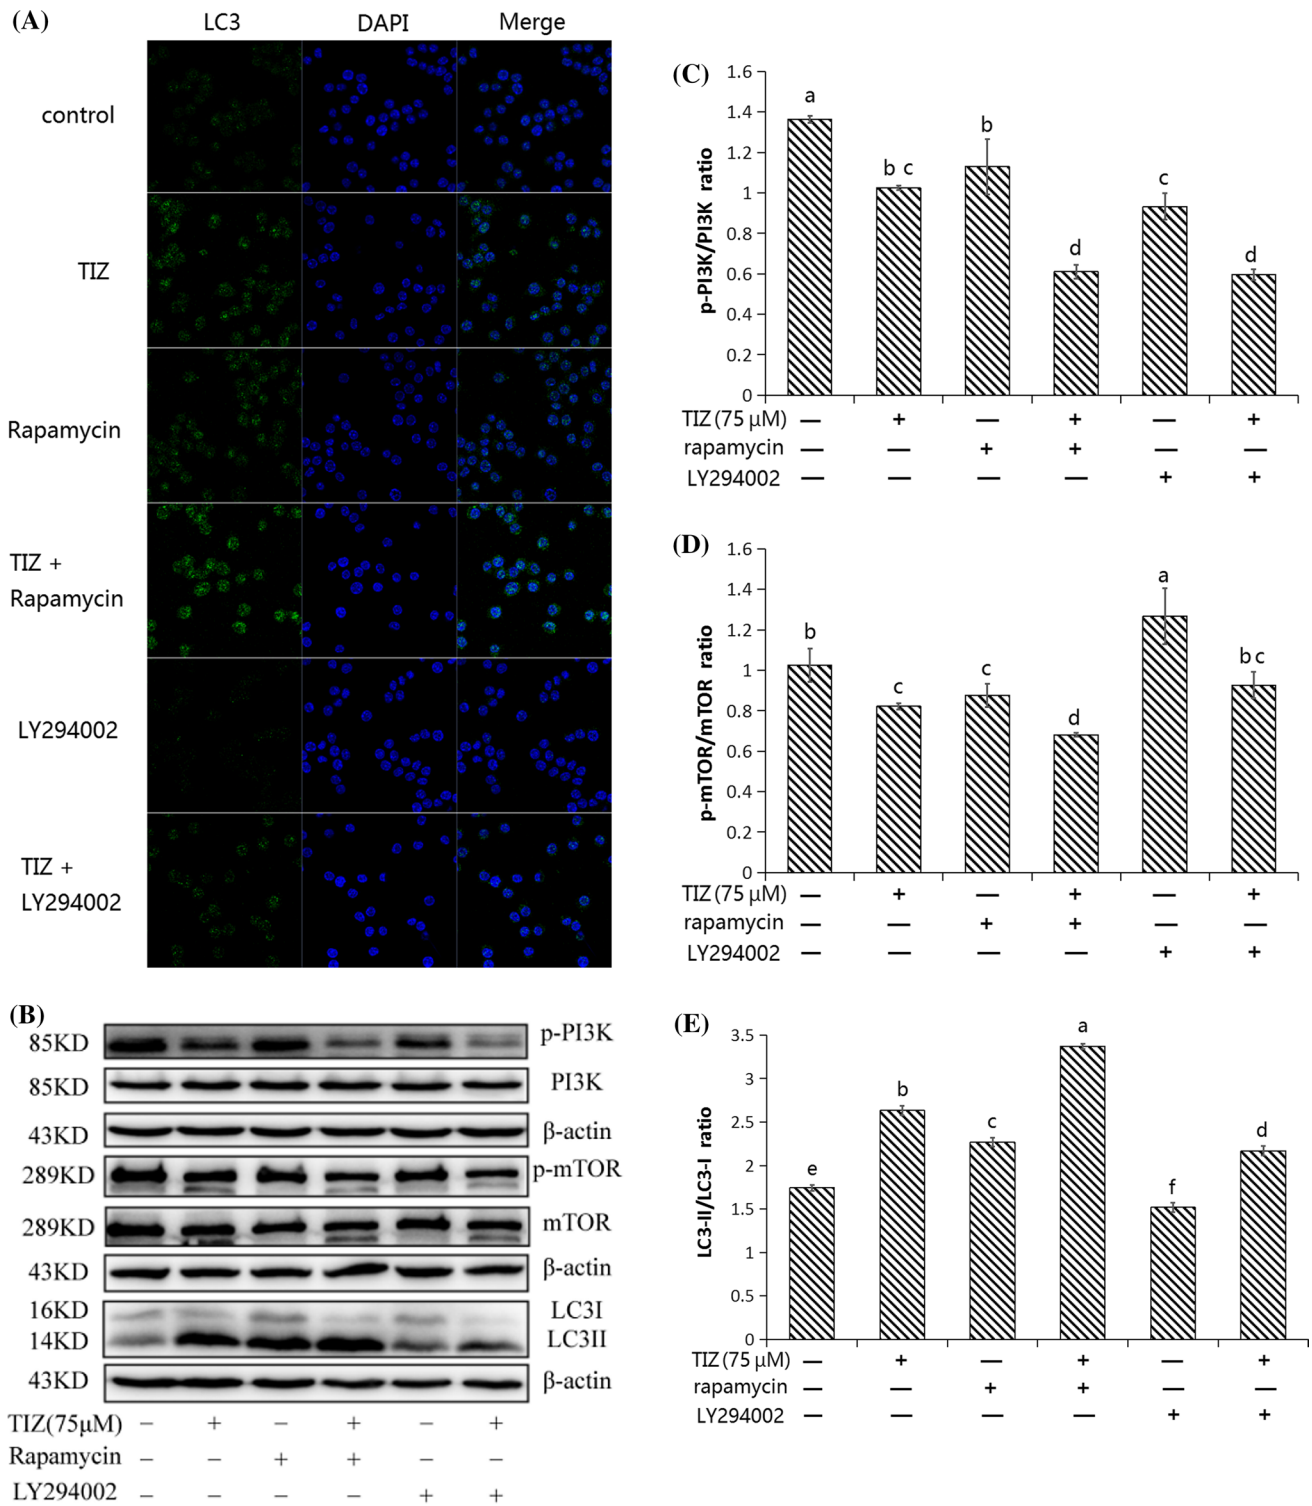 (A)
LC3 DAPI Merge
control
TIZ
Rapamycin
TIZ +
Rapamycin
LY294002
TIZ +
LY294002
(B)
85KD p-PI3K
85KD PI3K
43KD β-actin
289KD p-mTOR
289KD mTOR
43KD β-actin
16KD LC3I
14KD LC3II
43KD β-actin
TIZ(75μM) – + – + – +
Rapamycin – – + + – –
LY294002 – – – – + +
(C)
p-PI3K/PI3K ratio
1.6
1.4
1.2
1
0.8
0.6
0.4
0.2
0
a
b c
b
d
c
d
TIZ (75 μM) — + — + — +
rapamycin — — + + — —
LY294002 — — — — + +
(D)
p-mTOR/mTOR ratio
1.6
1.4
1.2
1
0.8
0.6
0.4
0.2
0
b
c
c
d
a
b c
TIZ (75 μM) — + — + — +
rapamycin — — + + — —
LY294002 — — — — + +
(E)
LC3-II/LC3-I ratio
3.5
3
2.5
2
1.5
1
0.5
0
e
b
c
a
f
d
TIZ (75 μM) — + — + — +
rapamycin — — + + — —
LY294002 — — — — + +